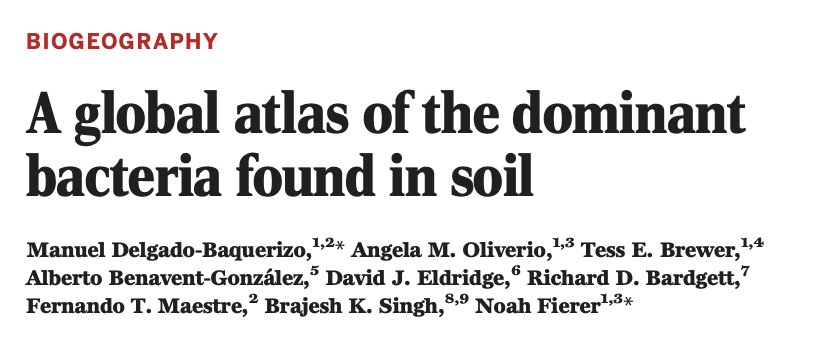 BIOGEOGRAPHY
A global atlas of the dominant
bacteria found in soil
Manuel Delgado-Baquerizo,1,2* Angela M. Oliverio,1,3 Tess E. Brewer,1,4
Alberto Benavent-González,5 David J. Eldridge,6 Richard D. Bardgett,7
Fernando T. Maestre,2 Brajesh K. Singh,8,9 Noah Fierer1,3*